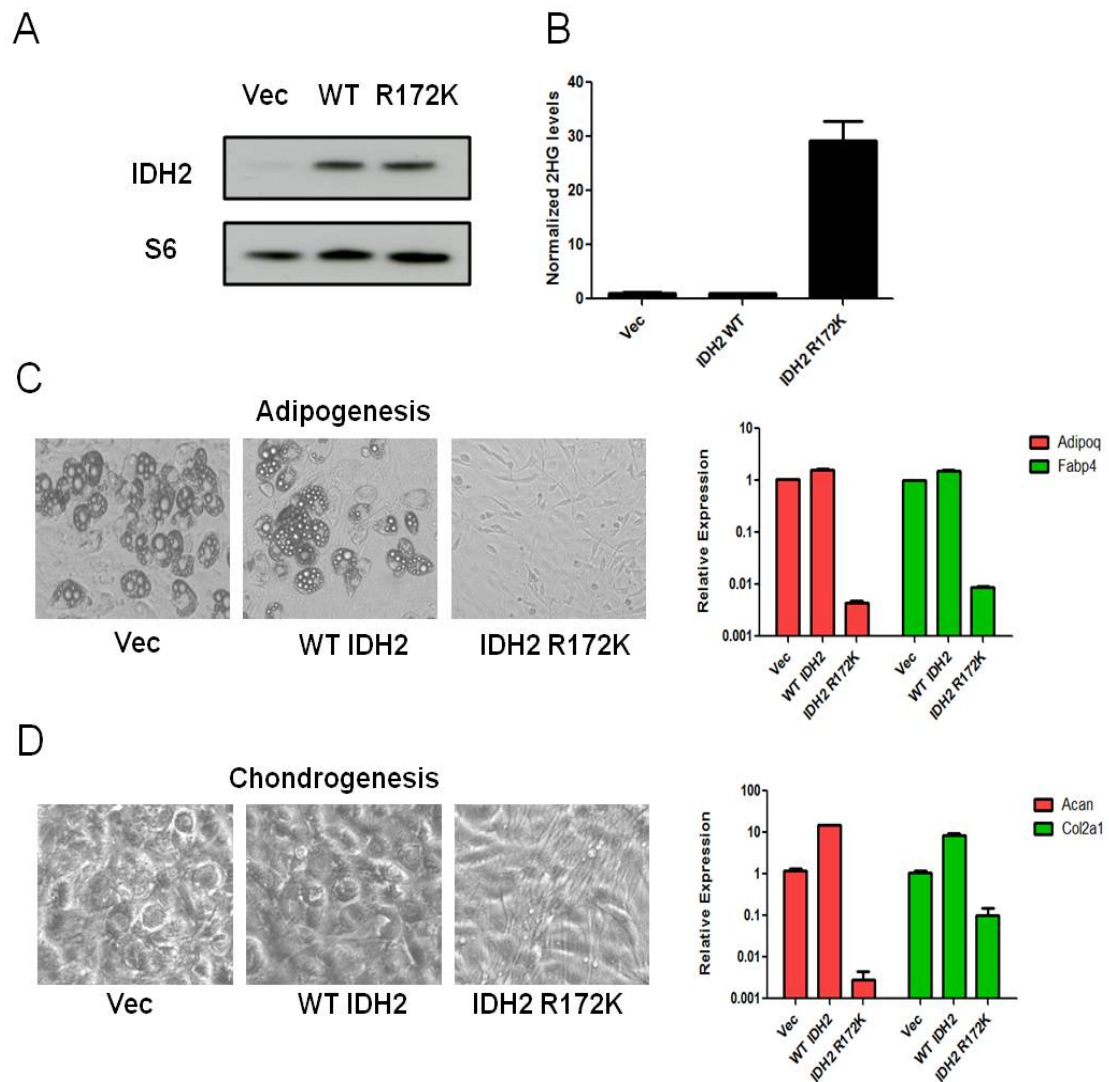 A
Vec WT R172K
IDH2
S6
B
Normalized 2HG levels
40
30
20
10
0
Vec
IDH2 WT
IDH2 R172K
C
Adipogenesis
Vec
WT IDH2
IDH2 R172K
Relative Expression
10
1
0.1
0.01
0.001
Vec
WT IDH2
IDH2 R172K
Vec
WT IDH2
IDH2 R172K
Adipoq
Fabp4
D
Chondrogenesis
Vec
WT IDH2
IDH2 R172K
Relative Expression
100
10
1
0.1
0.01
0.001
Vec
WT IDH2
IDH2 R172K
Vec
WT IDH2
IDH2 R172K
Acan
Col2a1